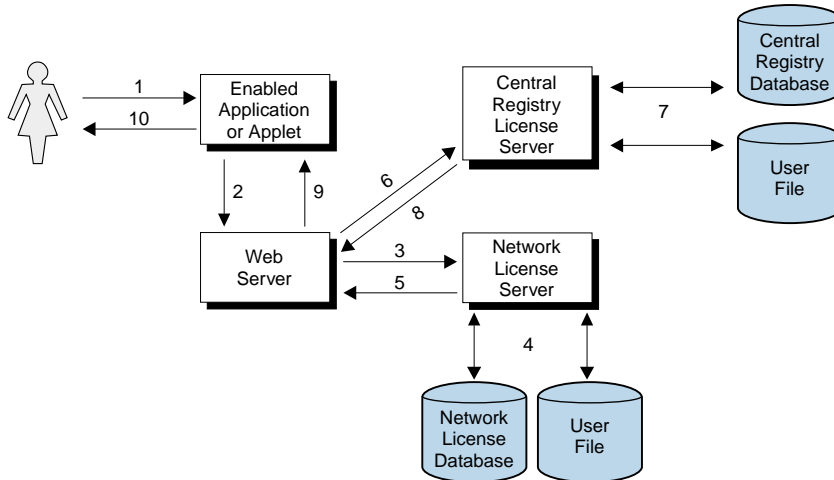 1
10
Enabled
Application
or Applet
2
9
Web
Server
6
8
3
5
Central
Registry
License
Server
7
Central
Registry
Database
User
File
Network
License
Server
4
Network
License
Database
User
File